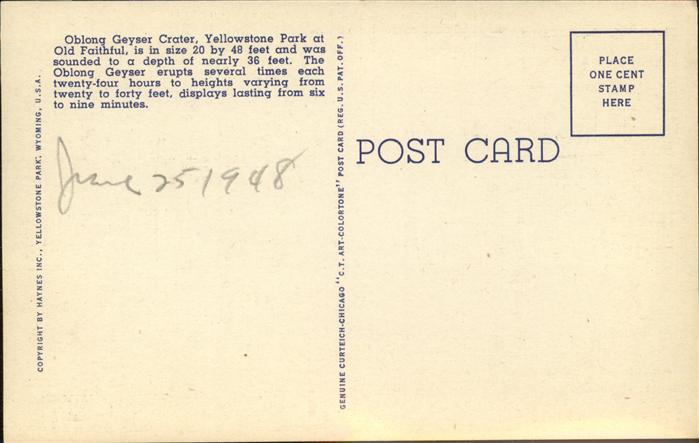 Oblong Geyser Crater, Yellowstone Park at
Old Faithful, is in size 20 by 48 feet and was
sounded to a depth of nearly 36 feet. The
Oblong Geyser erupts several times each
twenty-four hours to heights varying from
twenty to forty feet, displays lasting from six
to nine minutes.
June 25 1948
COPYRIGHT BY HAYNES INC., YELLOWSTONE PARK, WYOMING, U.S.A.
GENUINE CURTEICH-CHICAGO "C.T. ART-COLORTONE" POST CARD (REG. U.S. PAT. OFF.)
POST CARD
PLACE
ONE CENT
STAMP
HERE